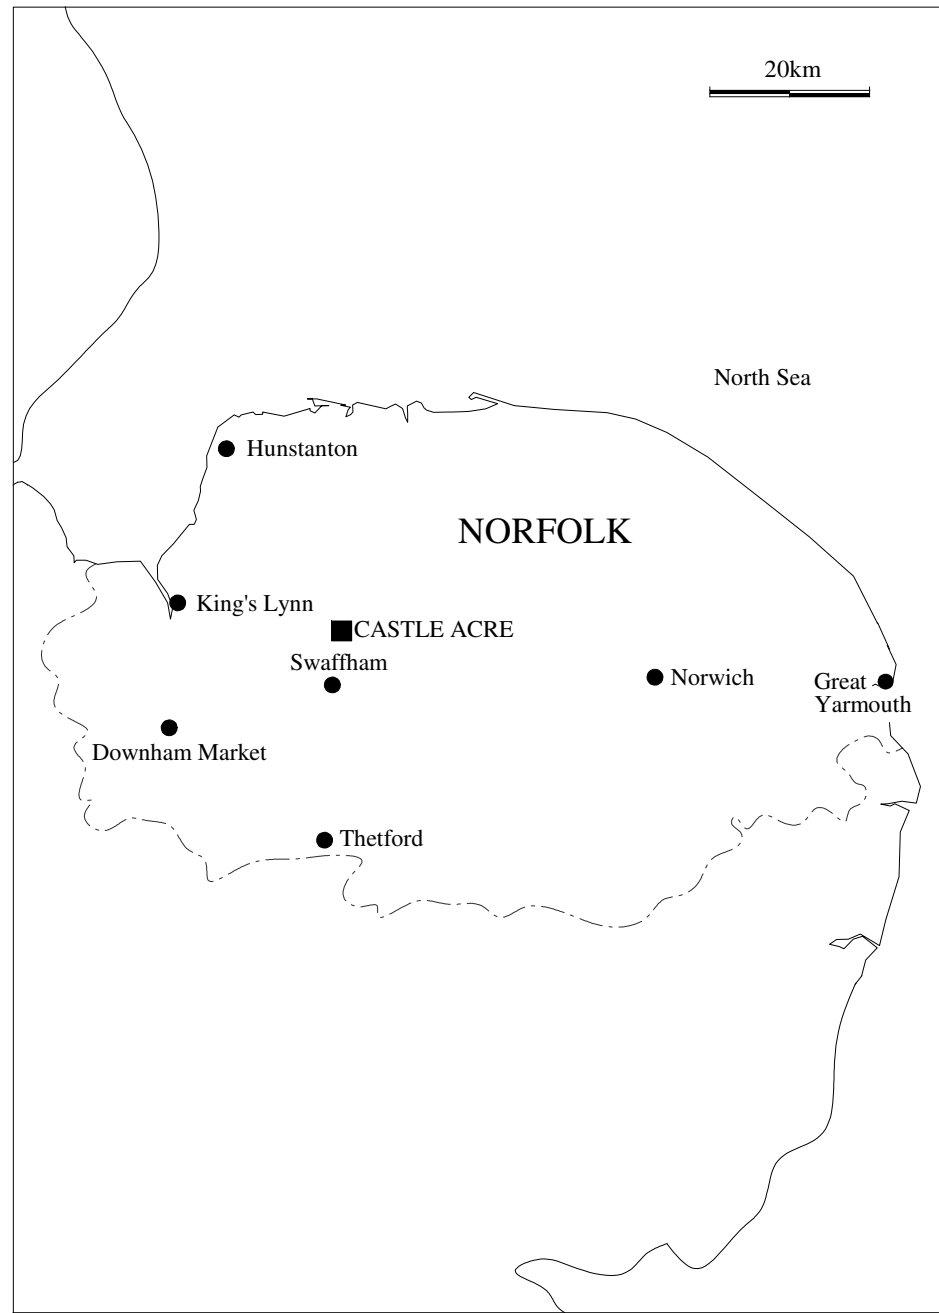 20km
North Sea
Hunstanton
NORFOLK
King's Lynn
CASTLE ACRE
Swaffham
Norwich
Great
Yarmouth
Downham Market
Thetford